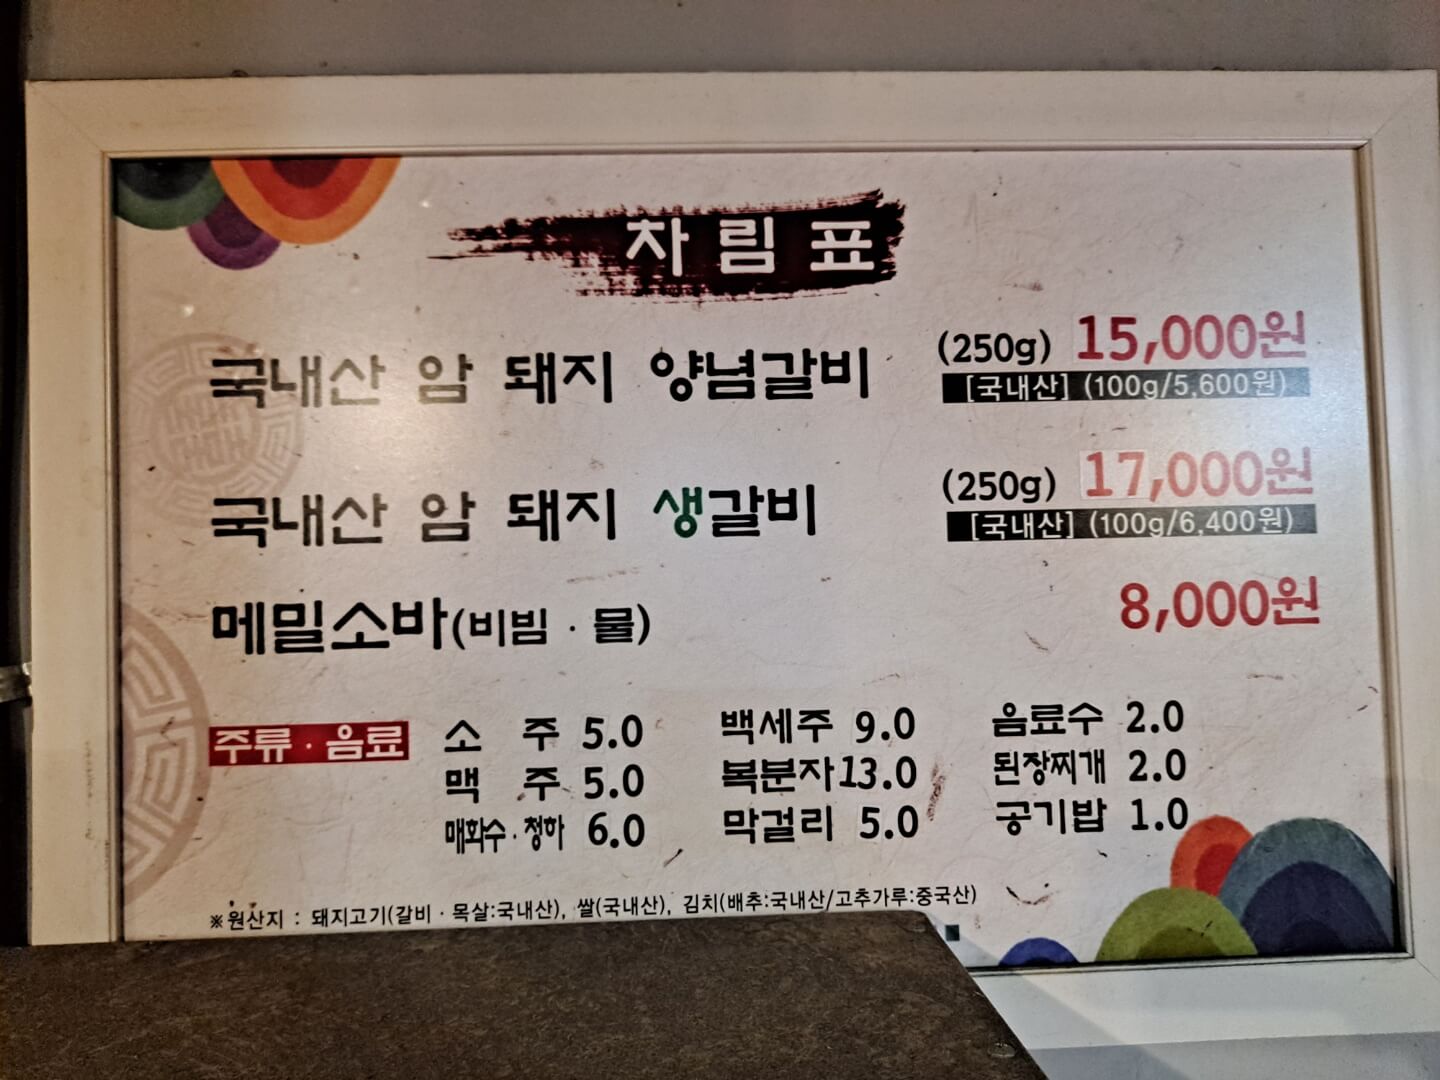 차림표
국내산 암 돼지 양념갈비 (250g) 15,000원
[국내산] (100g/5,600원)
국내산 암 돼지 생갈비 (250g) 17,000원
[국내산] (100g/6,400원)
메밀소바(비빔 · 물) 8,000원
주류 · 음료 소 주 5.0 백세주 9.0 음료수 2.0
맥 주 5.0 복분자 13.0 된장찌개 2.0
매화수 · 청하 6.0 막걸리 5.0 공기밥 1.0
※원산지 : 돼지고기(갈비 · 목살:국내산), 쌀(국내산), 김치(배추:국내산/고추가루:중국산)